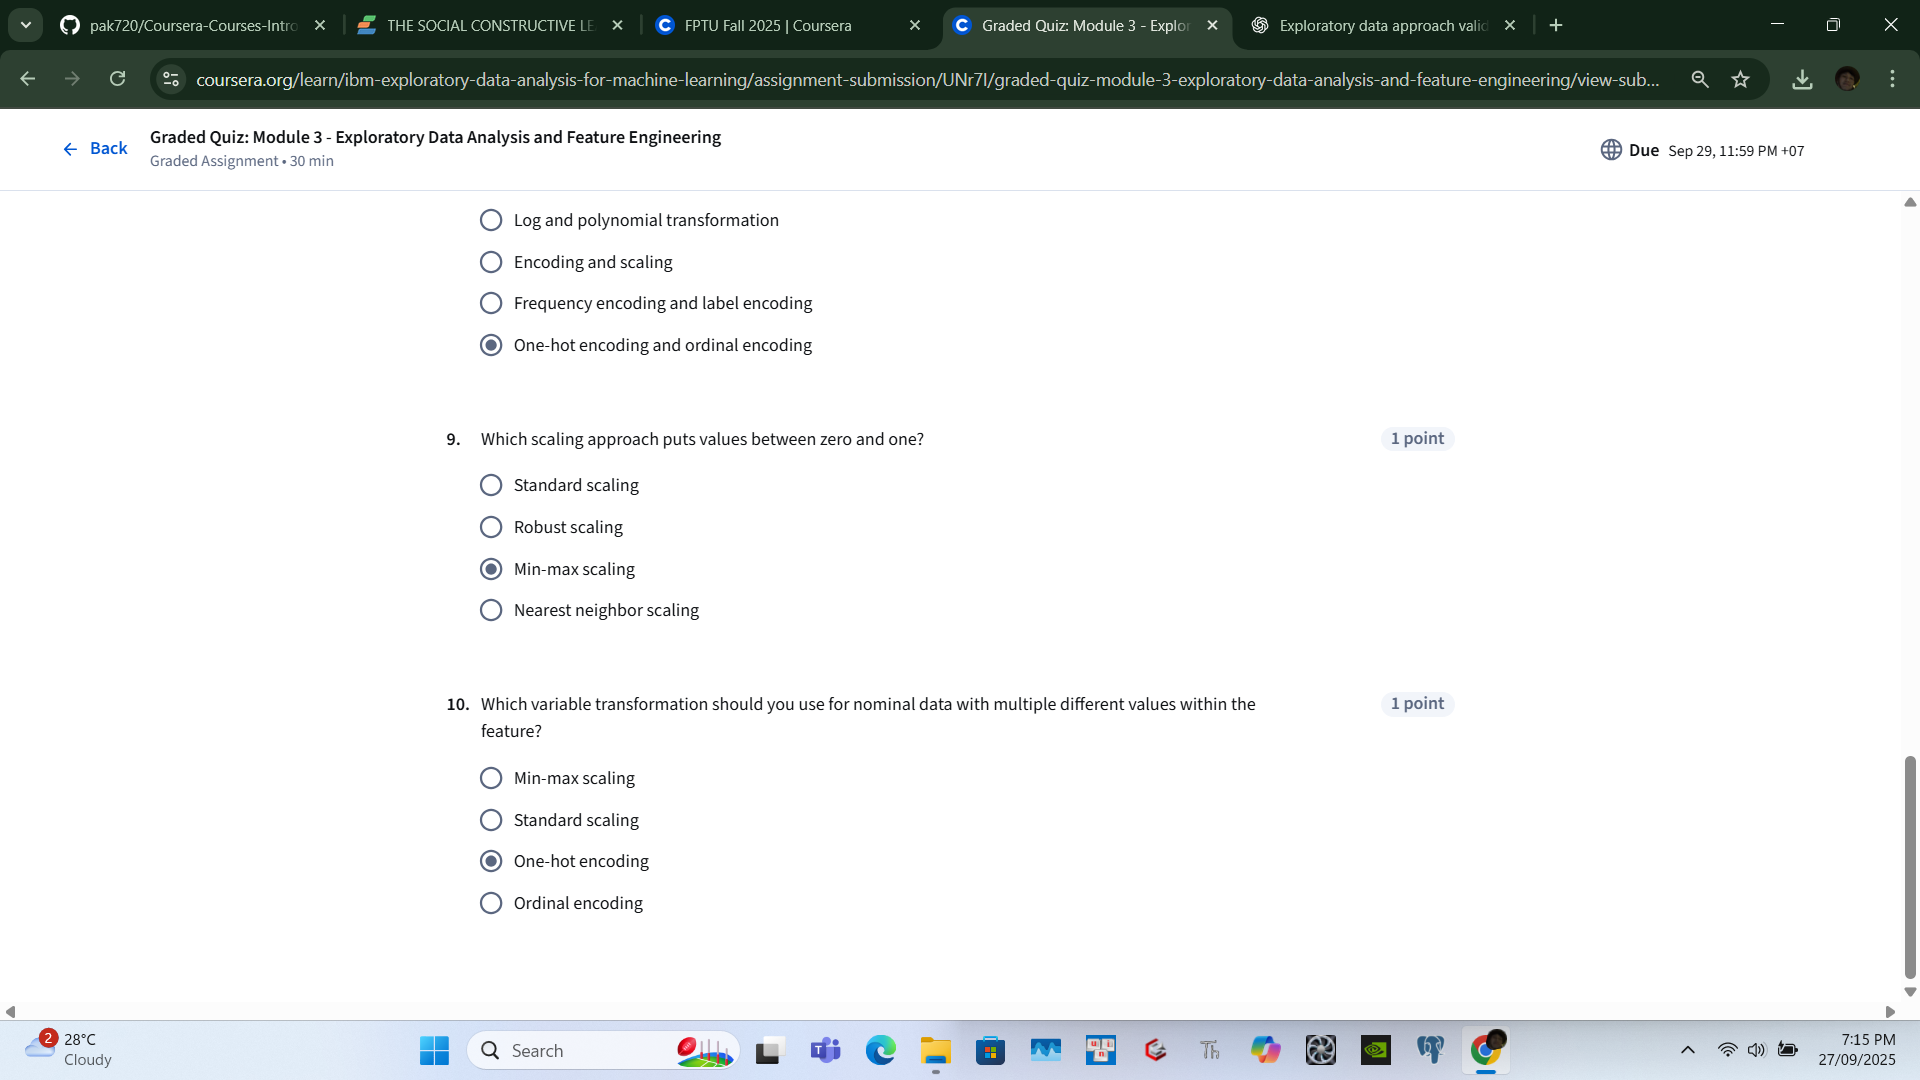 pak720/Coursera-Courses-Intro
THE SOCIAL CONSTRUCTIVE LE
FPTU Fall 2025 | Coursera
Graded Quiz: Module 3 - Explor
Exploratory data approach valid
coursera.org/learn/ibm-exploratory-data-analysis-for-machine-learning/assignment-submission/UNr7l/graded-quiz-module-3-exploratory-data-analysis-and-feature-engineering/view-sub...
Back
Graded Quiz: Module 3 - Exploratory Data Analysis and Feature Engineering
Graded Assignment • 30 min
Due Sep 29, 11:59 PM +07
Log and polynomial transformation
Encoding and scaling
Frequency encoding and label encoding
One-hot encoding and ordinal encoding
9. Which scaling approach puts values between zero and one? 1 point
Standard scaling
Robust scaling
Min-max scaling
Nearest neighbor scaling
10. Which variable transformation should you use for nominal data with multiple different values within the 1 point
feature?
Min-max scaling
Standard scaling
One-hot encoding
Ordinal encoding
2
28°C
Cloudy
Search
Th
7:15 PM
27/09/2025